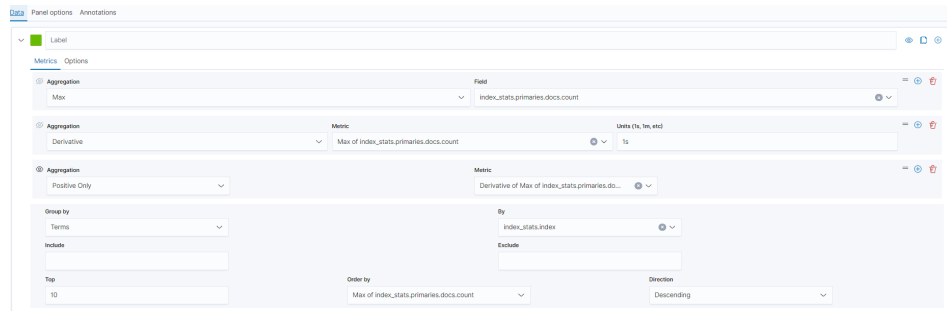 Data Panel options Annotations
Label
Metrics Options
Aggregation Field
Max index_stats.primaries.docs.count
Aggregation Metric Units (1s, 1m, etc)
Derivative Max of index_stats.primaries.docs.count 1s
Aggregation Metric
Positive Only Derivative of Max of index_stats.primaries.do...
Group by By
Terms index_stats.index
Include Exclude
Top Order by Direction
10 Max of index_stats.primaries.docs.count Descending